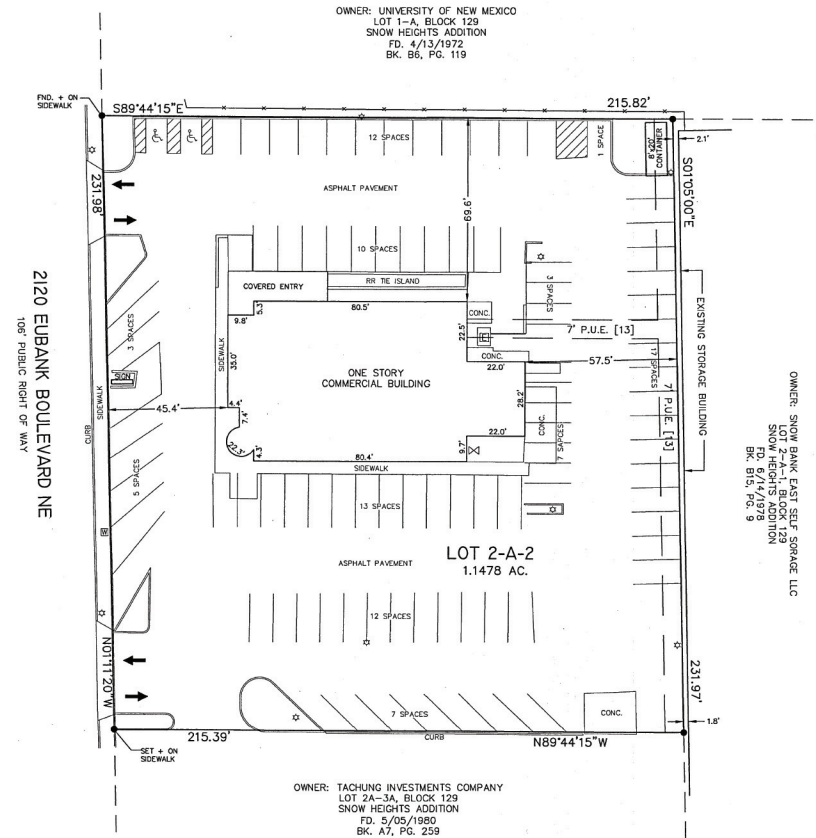 OWNER: UNIVERSITY OF NEW MEXICO
LOT 1-A, BLOCK 129
SNOW HEIGHTS ADDITION
FD. 4/13/1972
BK. B6, PG. 119
FND. + ON
SIDEWALK
S89°44'15"E
215.82'
12 SPACES
1 SPACE
8'x20'
CONTAINER
2.1'
S01°05'00"E
231.98'
ASPHALT PAVEMENT
69.6'
10 SPACES
COVERED ENTRY
RR TIE ISLAND
3 SPACES
EXISTING STORAGE BUILDING
2120 EUBANK BOULEVARD NE
106' PUBLIC RIGHT OF WAY
3 SPACES
SIDEWALK
5.3'
9.8'
80.5'
CONC.
22.5'
E
7' P.U.E. [13]
CONC.
22.0'
57.5'
17 SPACES
35.0'
ONE STORY
COMMERCIAL BUILDING
SIGN
SIDEWALK
CURB
45.4'
4.4'
7.4'
22.3'
4.3'
28.2'
CONC.
7 SPACES
7' P.U.E. [13]
22.0'
9.7'
80.4'
SIDEWALK
5 SPACES
W
13 SPACES
LOT 2-A-2
1.1478 AC.
ASPHALT PAVEMENT
12 SPACES
OWNER: SNOW BANK EAST SELF SORAGE LLC
LOT 2-A-1, BLOCK 129
SNOW HEIGHTS ADDITION
FD. 6/14/1978
BK. B15, PG. 9
N01°11'20"W
231.97'
7 SPACES
CONC.
1.8'
215.39'
CURB
N89°44'15"W
SET + ON
SIDEWALK
OWNER: TACHUNG INVESTMENTS COMPANY
LOT 2A-3A, BLOCK 129
SNOW HEIGHTS ADDITION
FD. 5/05/1980
BK. A7, PG. 259